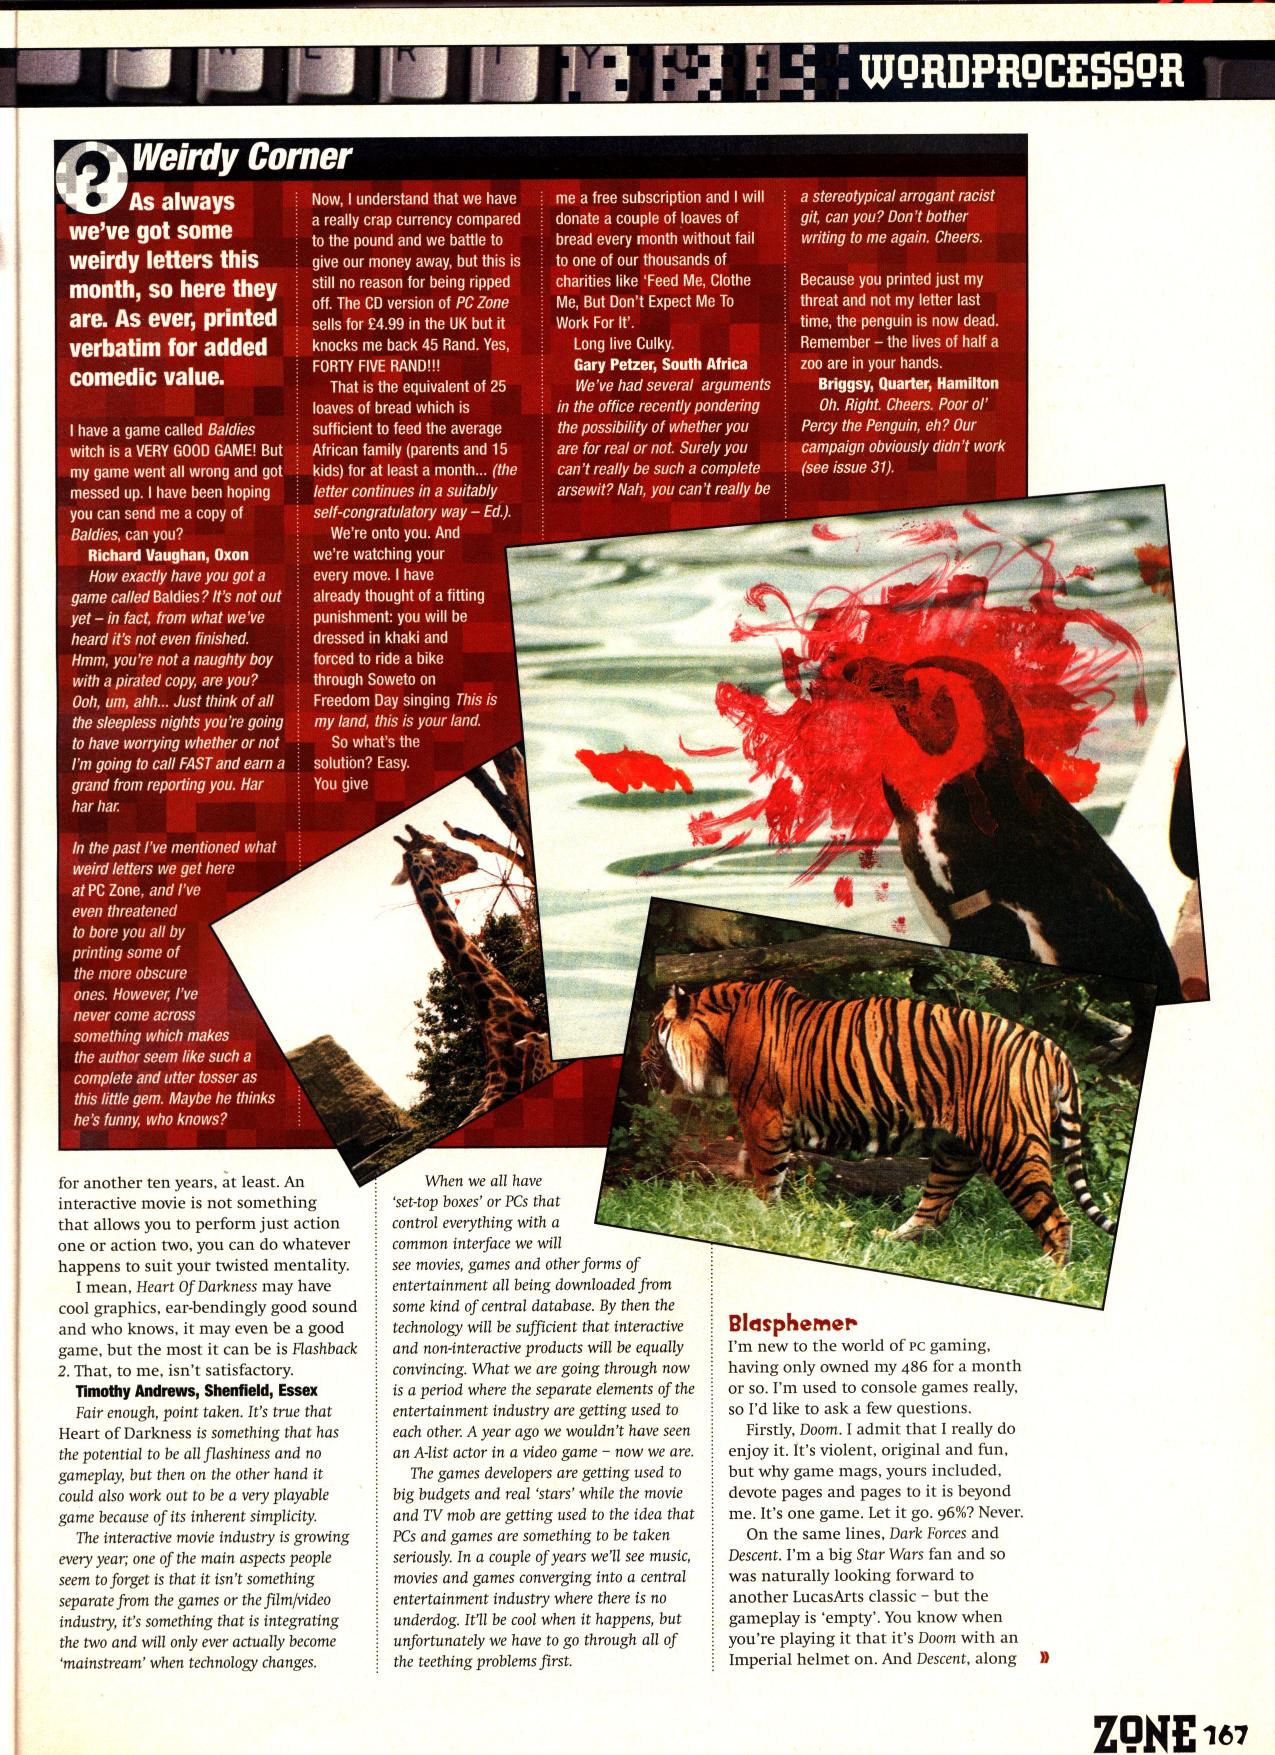 WORDPROCESSOR
? Weirdy Corner
As always
we've got some
weirdy letters this
month, so here they
are. As ever, printed
verbatim for added
comedic value.
I have a game called Baldies
witch is a VERY GOOD GAME! But
my game went all wrong and got
messed up. I have been hoping
you can send me a copy of
Baldies, can you?
Richard Vaughan, Oxon
How exactly have you got a
game called Baldies? It's not out
yet – in fact, from what we've
heard it's not even finished.
Hmm, you're not a naughty boy
with a pirated copy, are you?
Ooh, um, ahh... Just think of all
the sleepless nights you're going
to have worrying whether or not
I'm going to call FAST and earn a
grand from reporting you. Har
har har.
In the past I've mentioned what
weird letters we get here
at PC Zone, and I've
even threatened
to bore you all by
printing some of
the more obscure
ones. However, I've
never come across
something which makes
the author seem like such a
complete and utter tosser as
this little gem. Maybe he thinks
he's funny, who knows?
Now, I understand that we have
a really crap currency compared
to the pound and we battle to
give our money away, but this is
still no reason for being ripped
off. The CD version of PC Zone
sells for £4.99 in the UK but it
knocks me back 45 Rand. Yes,
FORTY FIVE RAND!!!
That is the equivalent of 25
loaves of bread which is
sufficient to feed the average
African family (parents and 15
kids) for at least a month... (the
letter continues in a suitably
self-congratulatory way – Ed.).
We're onto you. And
we're watching your
every move. I have
already thought of a fitting
punishment: you will be
dressed in khaki and
forced to ride a bike
through Soweto on
Freedom Day singing This is
my land, this is your land.
So what's the
solution? Easy.
You give
me a free subscription and I will
donate a couple of loaves of
bread every month without fail
to one of our thousands of
charities like 'Feed Me, Clothe
Me, But Don't Expect Me To
Work For It'.
Long live Culky.
Gary Petzer, South Africa
We've had several arguments
in the office recently pondering
the possibility of whether you
are for real or not. Surely you
can't really be such a complete
arsewit? Nah, you can't really be
a stereotypical arrogant racist
git, can you? Don't bother
writing to me again. Cheers.
Because you printed just my
threat and not my letter last
time, the penguin is now dead.
Remember – the lives of half a
zoo are in your hands.
Briggsy, Quarter, Hamilton
Oh. Right. Cheers. Poor ol'
Percy the Penguin, eh? Our
campaign obviously didn't work
(see issue 31).
for another ten years, at least. An
interactive movie is not something
that allows you to perform just action
one or action two, you can do whatever
happens to suit your twisted mentality.
I mean, Heart Of Darkness may have
cool graphics, ear-bendingly good sound
and who knows, it may even be a good
game, but the most it can be is Flashback
2. That, to me, isn't satisfactory.
Timothy Andrews, Shenfield, Essex
Fair enough, point taken. It's true that
Heart of Darkness is something that has
the potential to be all flashiness and no
gameplay, but then on the other hand it
could also work out to be a very playable
game because of its inherent simplicity.
The interactive movie industry is growing
every year; one of the main aspects people
seem to forget is that it isn't something
separate from the games or the film/video
industry, it's something that is integrating
the two and will only ever actually become
'mainstream' when technology changes.
When we all have
'set-top boxes' or PCs that
control everything with a
common interface we will
see movies, games and other forms of
entertainment all being downloaded from
some kind of central database. By then the
technology will be sufficient that interactive
and non-interactive products will be equally
convincing. What we are going through now
is a period where the separate elements of the
entertainment industry are getting used to
each other. A year ago we wouldn't have seen
an A-list actor in a video game – now we are.
The games developers are getting used to
big budgets and real 'stars' while the movie
and TV mob are getting used to the idea that
PCs and games are something to be taken
seriously. In a couple of years we'll see music,
movies and games converging into a central
entertainment industry where there is no
underdog. It'll be cool when it happens, but
unfortunately we have to go through all of
the teething problems first.
Blasphemer
I'm new to the world of PC gaming,
having only owned my 486 for a month
or so. I'm used to console games really,
so I'd like to ask a few questions.
Firstly, Doom. I admit that I really do
enjoy it. It's violent, original and fun,
but why game mags, yours included,
devote pages and pages to it is beyond
me. It's one game. Let it go. 96%? Never.
On the same lines, Dark Forces and
Descent. I'm a big Star Wars fan and so
was naturally looking forward to
another LucasArts classic – but the
gameplay is 'empty'. You know when
you're playing it that it's Doom with an
Imperial helmet on. And Descent, along »
ZONE 167